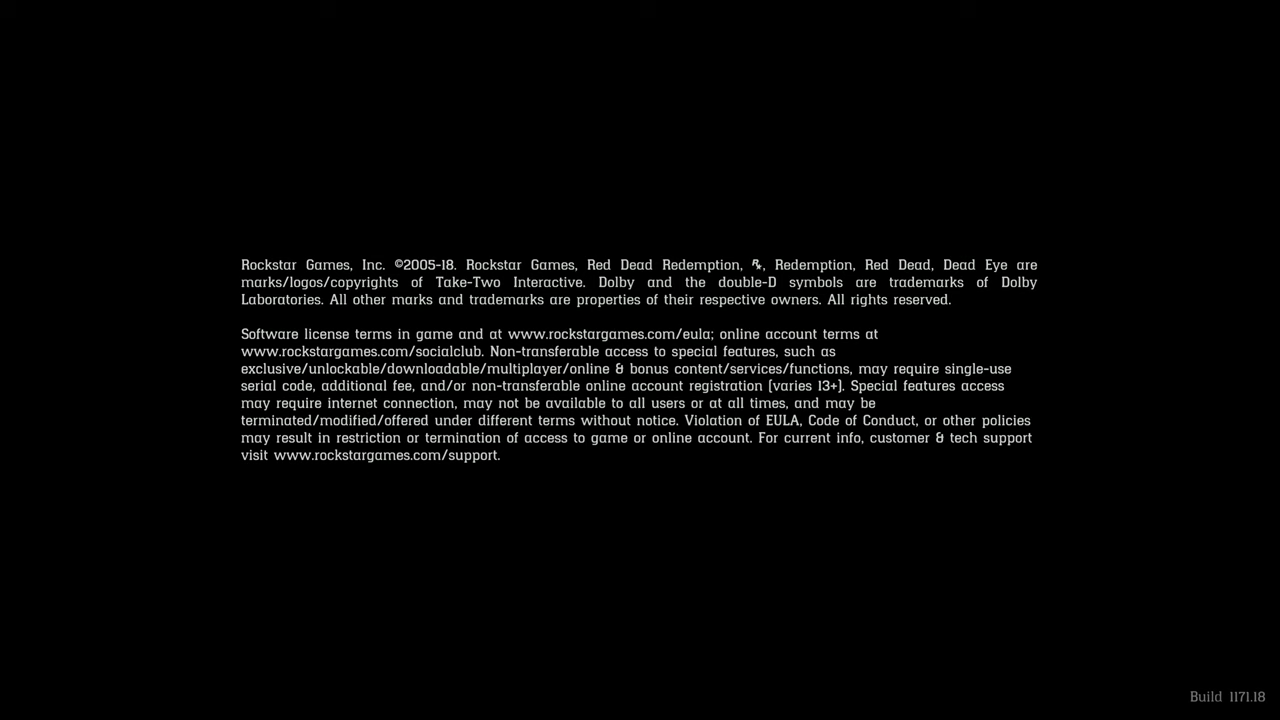 Rockstar Games, Inc. ©2005-18. Rockstar Games, Red Dead Redemption, , Redemption, Red Dead, Dead Eye are
marks/logos/copyrights of Take-Two Interactive. Dolby and the double-D symbols are trademarks of Dolby
Laboratories. All other marks and trademarks are properties of their respective owners. All rights reserved.
Software license terms in game and at www.rockstargames.com/eula; online account terms at
www.rockstargames.com/socialclub. Non-transferable access to special features, such as
exclusive/unlockable/downloadable/multiplayer/online & bonus content/services/functions, may require single-use
serial code, additional fee, and/or non-transferable online account registration (varies 13+). Special features access
may require internet connection, may not be available to all users or at all times, and may be
terminated/modified/offered under different terms without notice. Violation of EULA, Code of Conduct, or other policies
may result in restriction or termination of access to game or online account. For current info, customer & tech support
visit www.rockstargames.com/support.
Build 1171.18